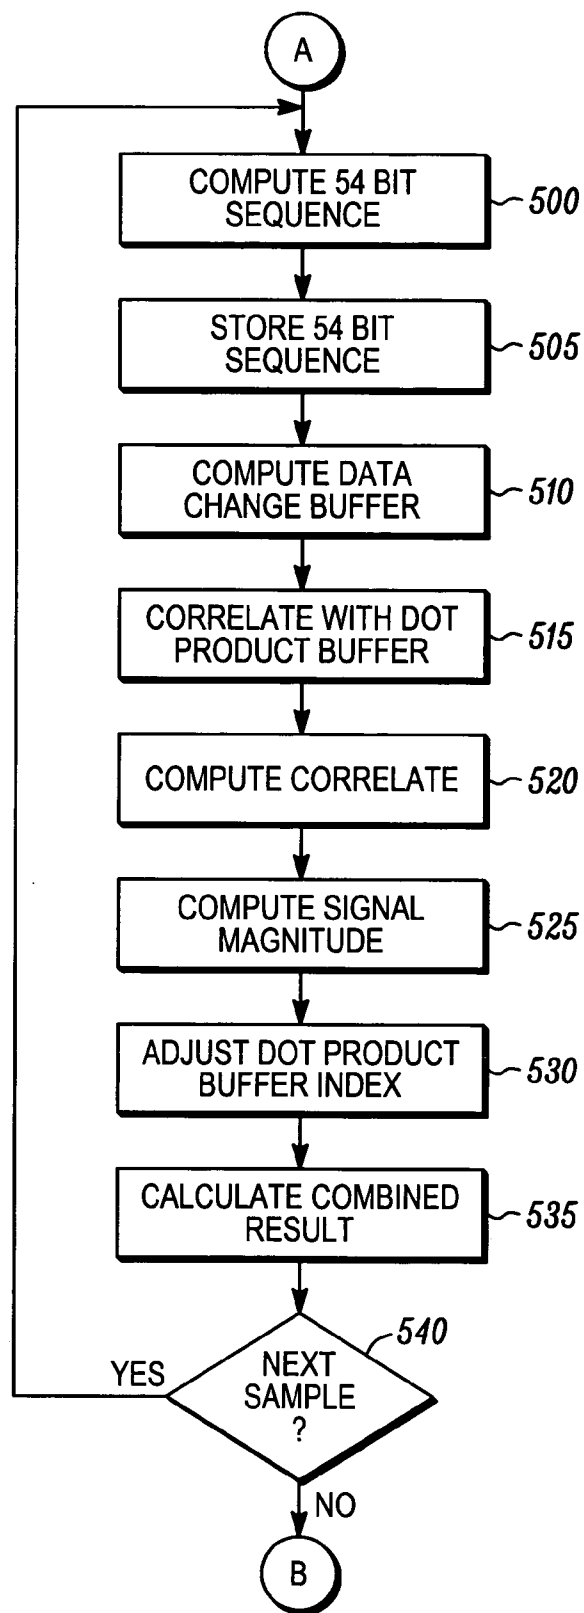 A
COMPUTE 54 BIT
SEQUENCE
500
STORE 54 BIT
SEQUENCE
505
COMPUTE DATA
CHANGE BUFFER
510
CORRELATE WITH DOT
PRODUCT BUFFER
515
COMPUTE CORRELATE
520
COMPUTE SIGNAL
MAGNITUDE
525
ADJUST DOT PRODUCT
BUFFER INDEX
530
CALCULATE COMBINED
RESULT
535
540
YES
NEXT
SAMPLE
?
NO
B